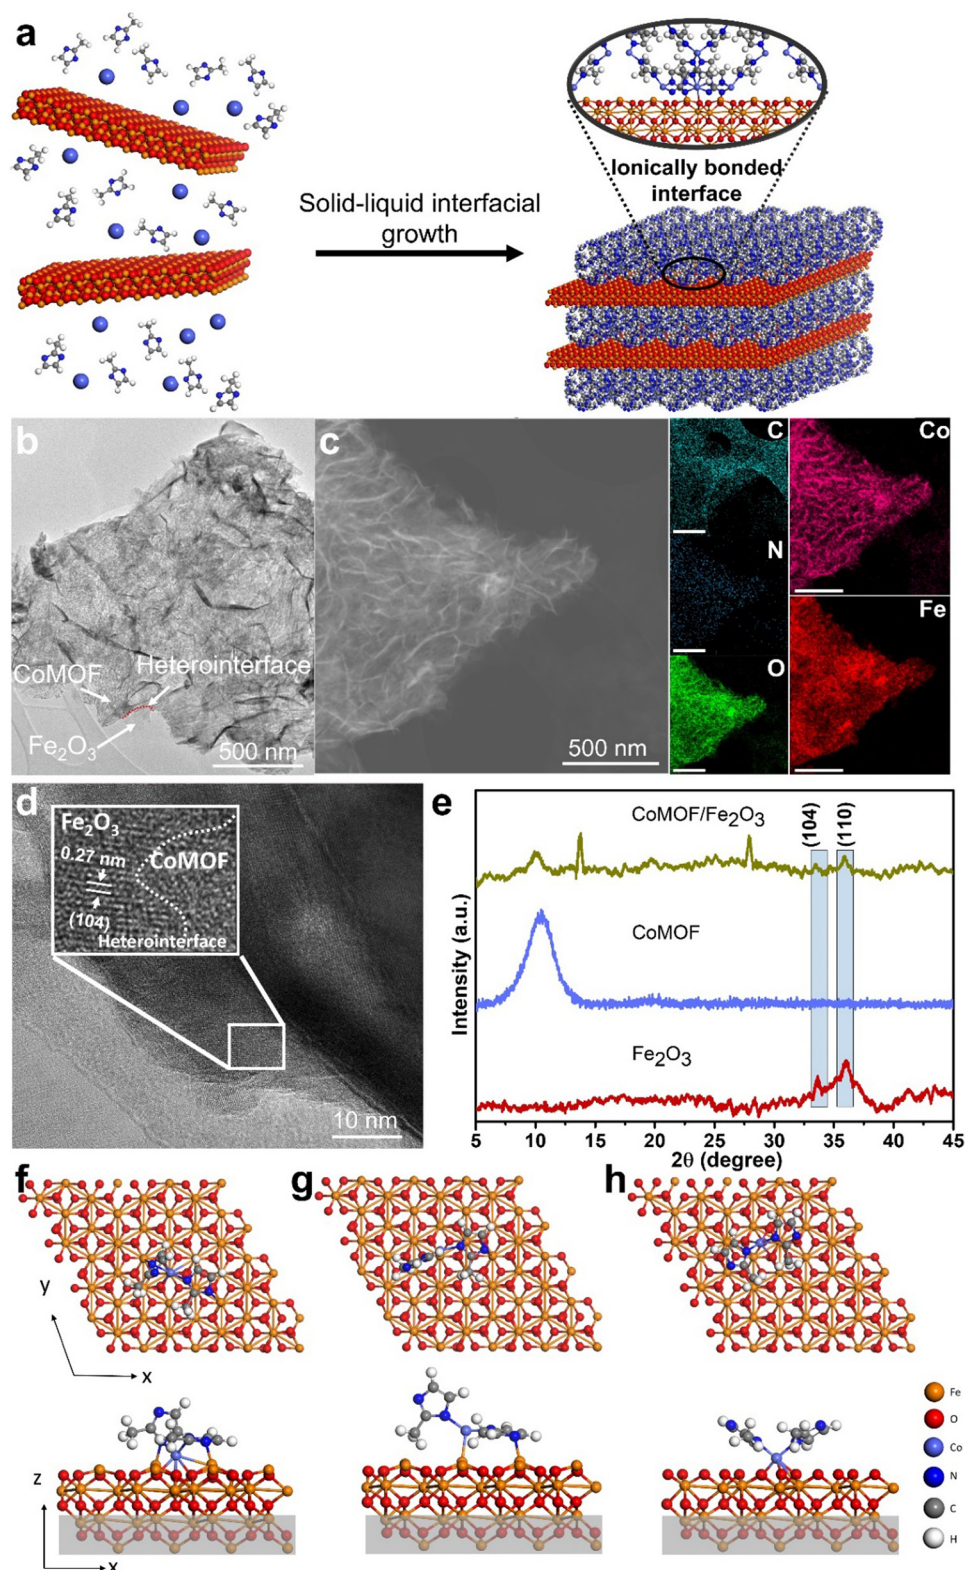 a
Solid-liquid interfacial
growth
Ionically bonded
interface
b
CoMOF
Heterointerface
Fe₂O₃
500 nm
c
500 nm
C
N
O
Co
Fe
d
Fe₂O₃
0.27 nm
CoMOF
(104)
Heterointerface
10 nm
e
CoMOF/Fe₂O₃
(104)
(110)
CoMOF
Fe₂O₃
Intensity (a.u.)
5 10 15 20 25 30 35 40 45
2θ (degree)
f
g
h
y
x
z
x
Fe
O
Co
N
C
H